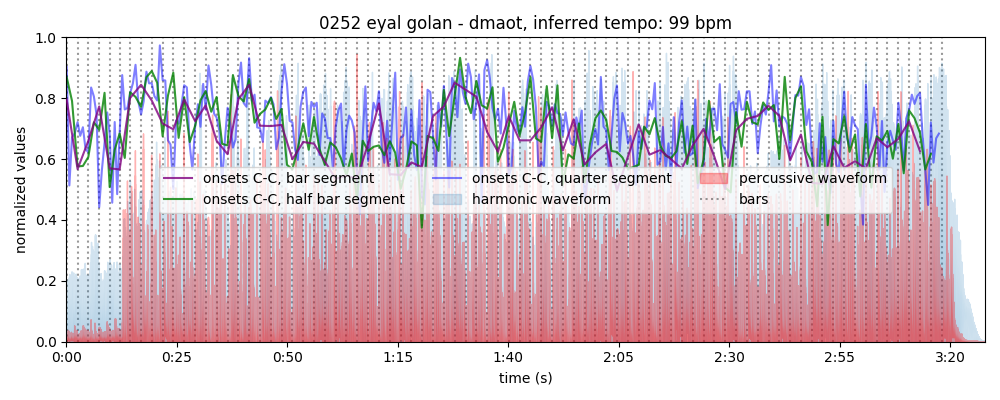 0252 eyal golan - dmaot, inferred tempo: 99 bpm
1.0
0.8
0.6
0.4
0.2
0.0
normalized values
onsets C-C, bar segment
onsets C-C, half bar segment
onsets C-C, quarter segment
harmonic waveform
percussive waveform
bars
0:00 0:25 0:50 1:15 1:40 2:05 2:30 2:55 3:20
time (s)